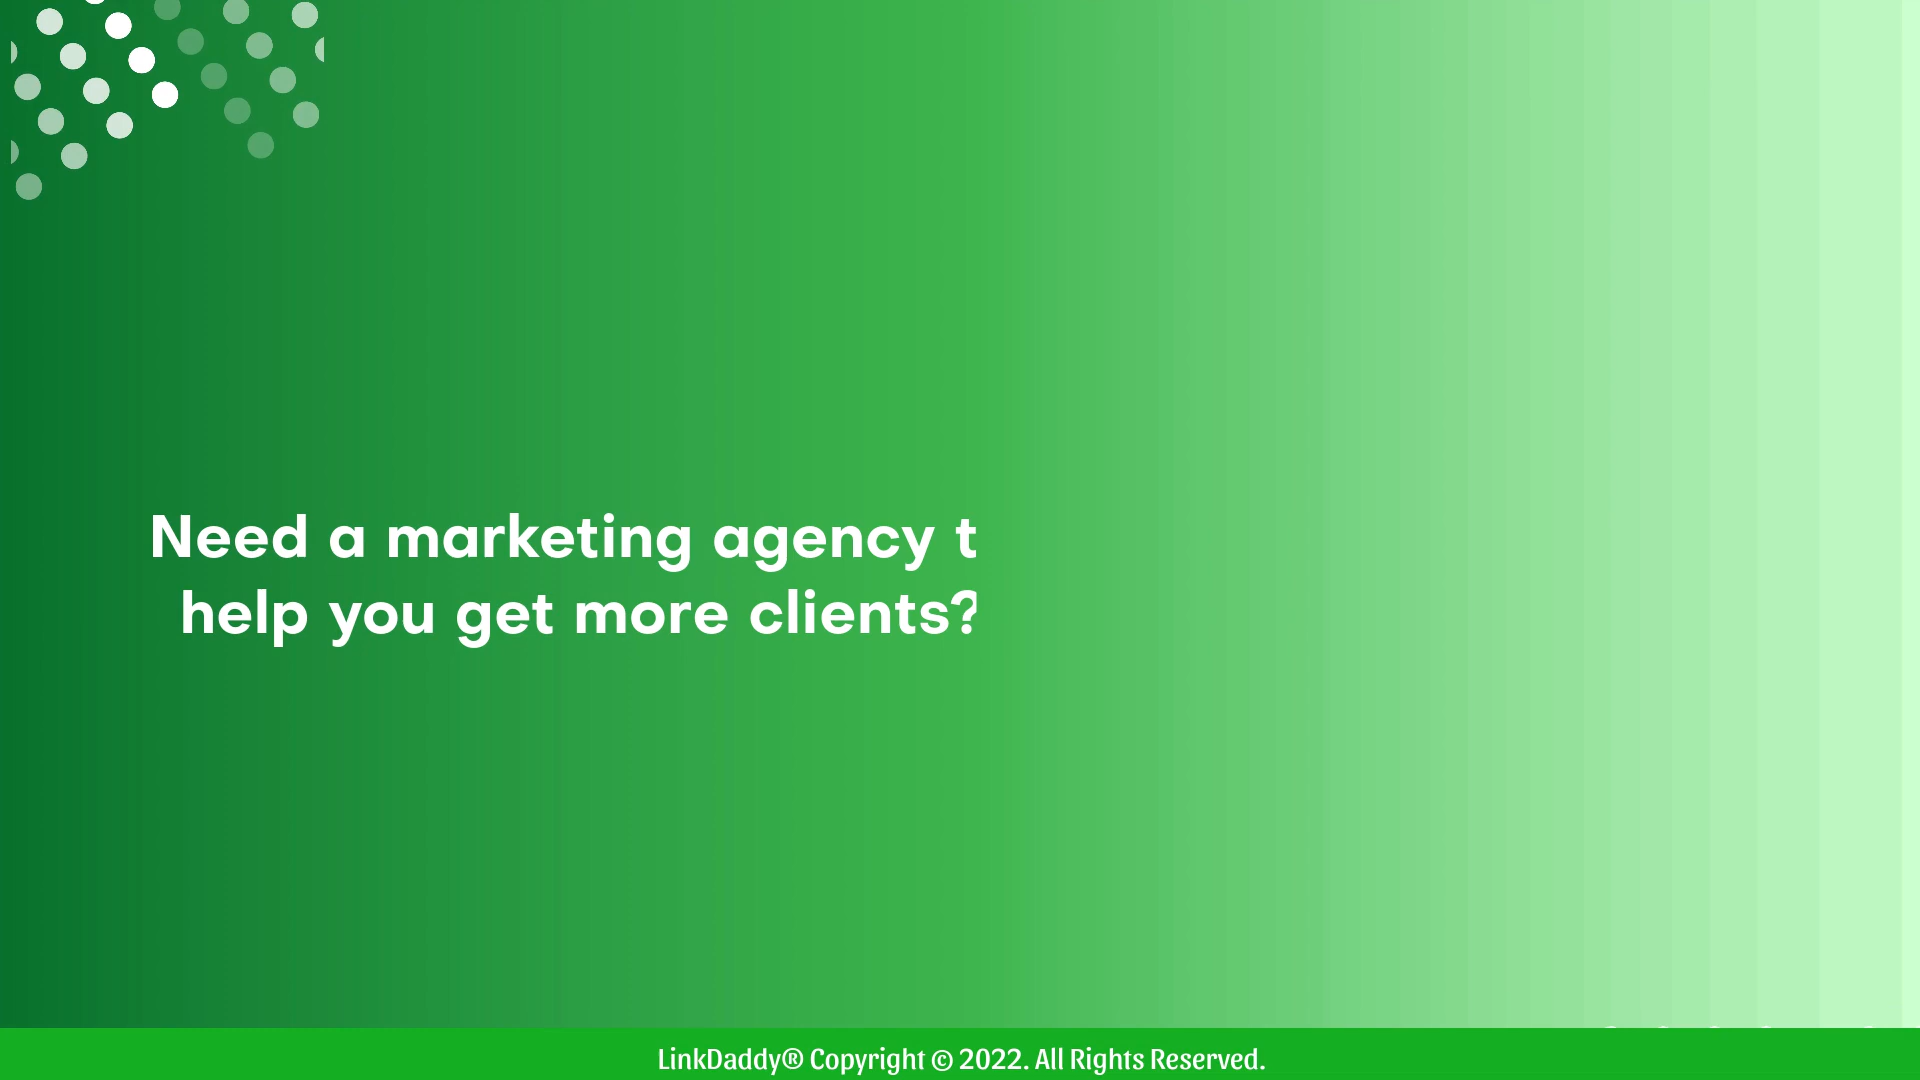 Need a marketing agency t
help you get more clients?
LinkDaddy® Copyright © 2022. All Rights Reserved.